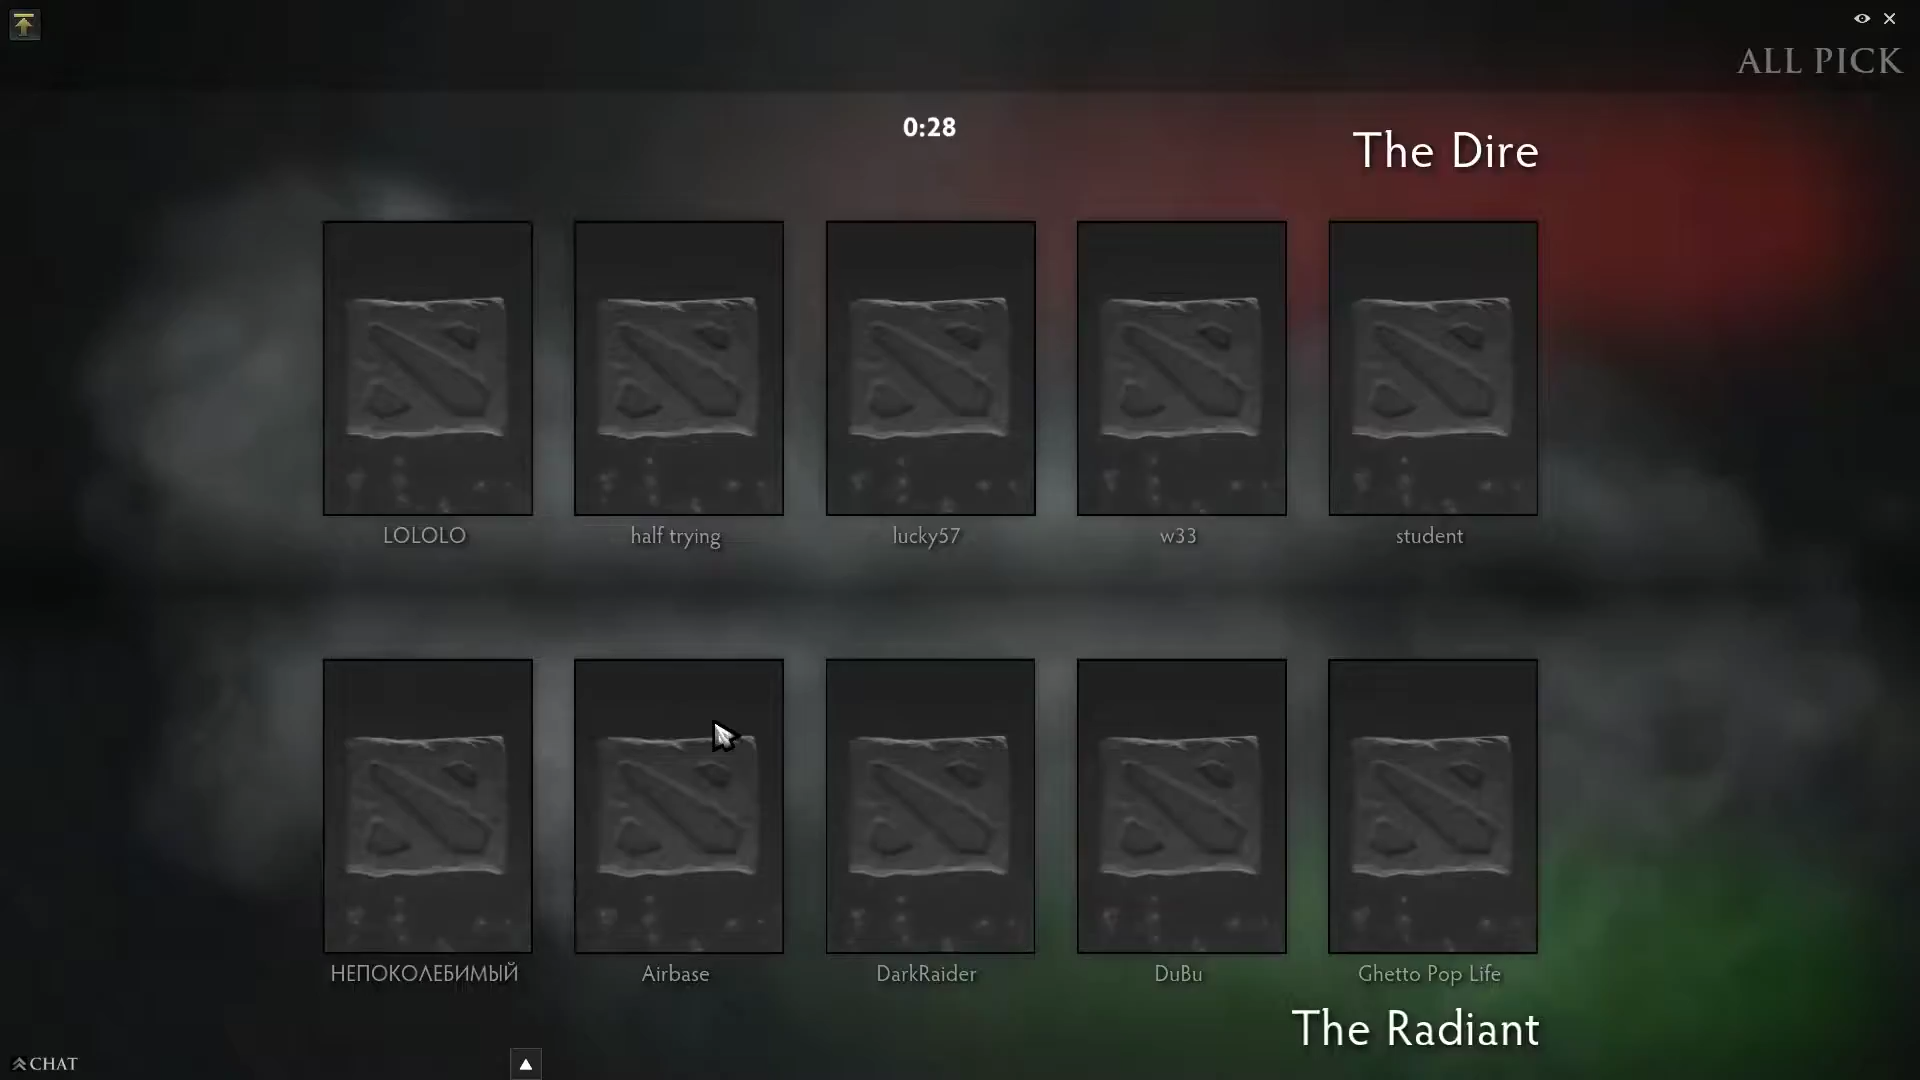 ALL PICK
0:28
The Dire
LOLOLO
half trying
lucky57
w33
student
НЕПОКОЛЕБИМЫЙ
Airbase
DarkRaider
DuBu
Ghetto Pop Life
The Radiant
CHAT